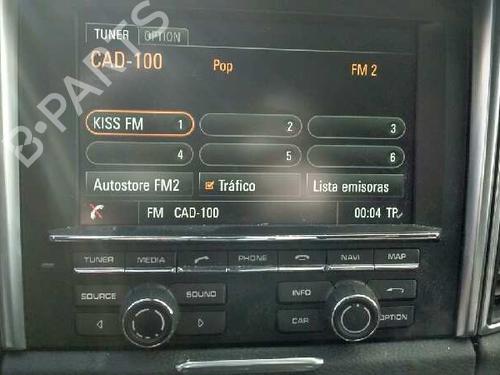 TUNER OPTION
CAD-100 Pop FM 2
KISS FM 1 2 3
4 5 6
Autostore FM2 Tráfico Lista emisoras
FM CAD-100 00:04 TP
TUNER MEDIA PHONE NAVI MAP
SOURCE SOUND INFO
CAR OPTION
B-PARTS